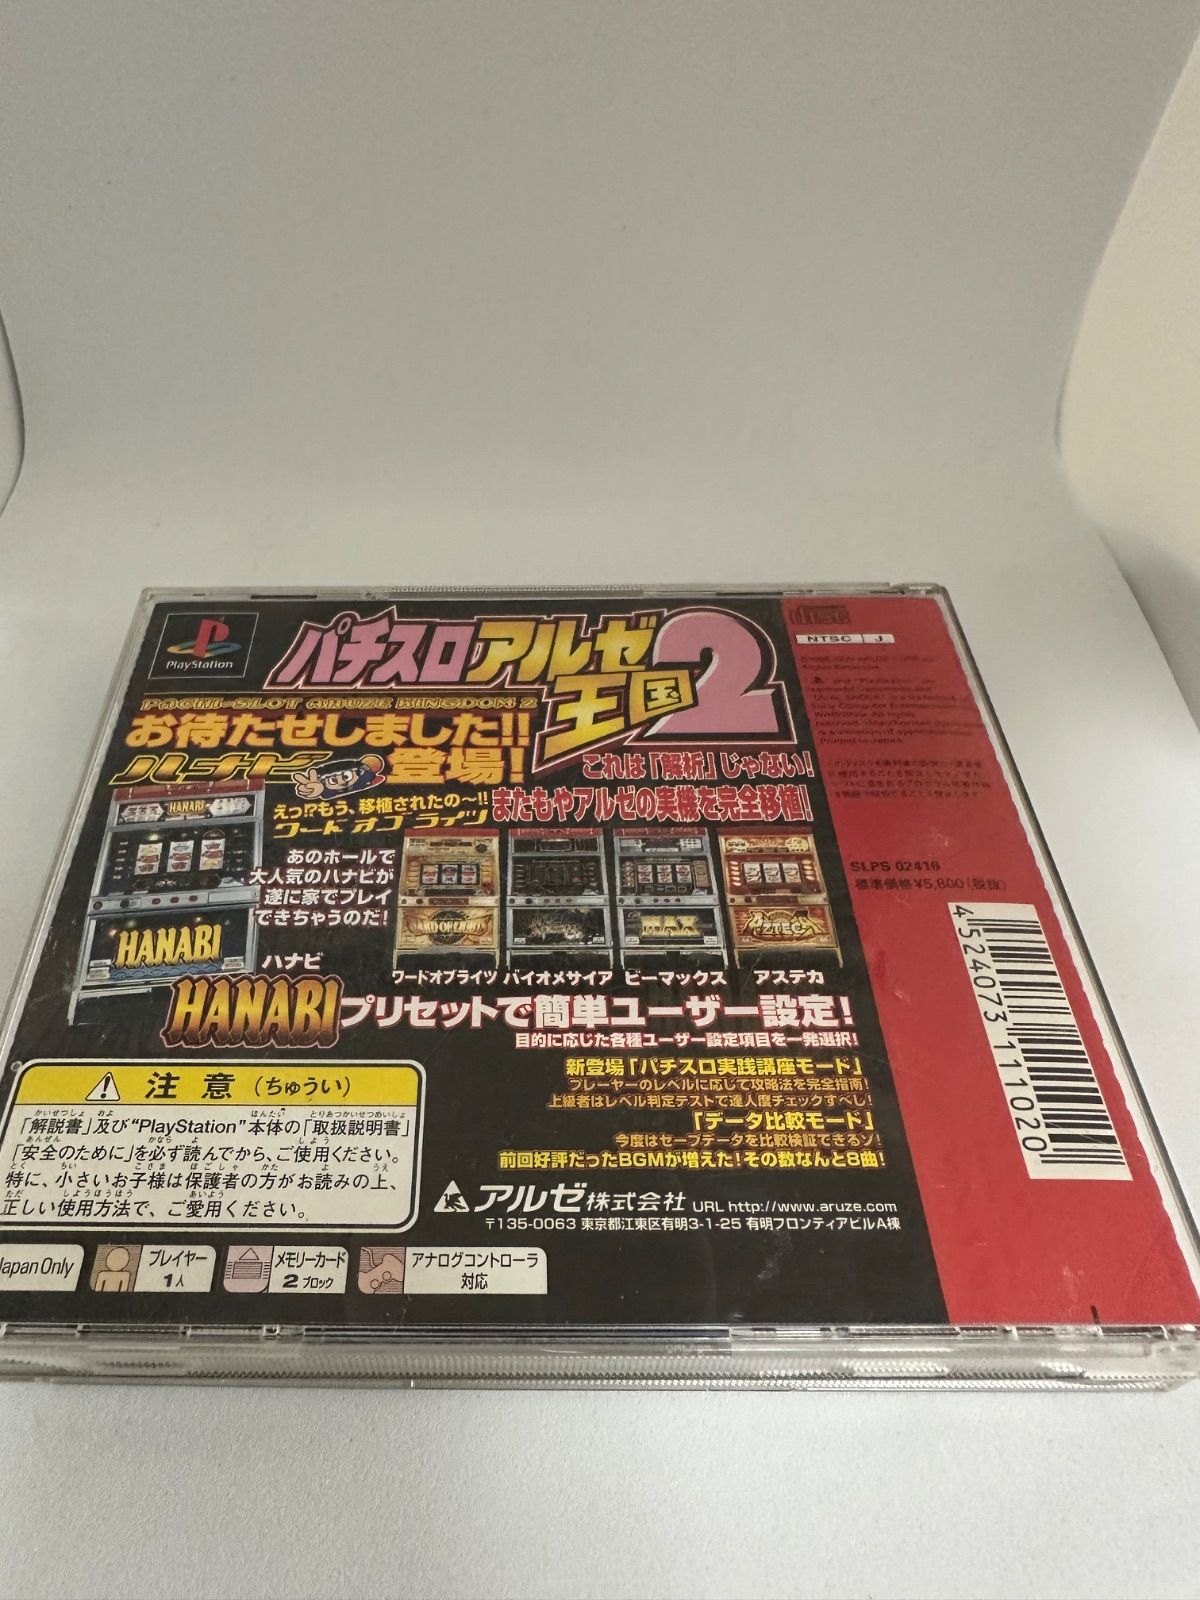 PlayStation
パチスロアルゼ王国2
PACHI-SLOT ARUZE KINGDOM 2
お待たせしました!!
ハナビ 登場!
これは「解析」じゃない!
またもやアルゼの実機を完全移植!
えっ!?もう、移植されたの〜!!
ワードオブライツ
あのホールで
大人気のハナビが
遂に家でプレイ
できちゃうのだ!
HANABI
HANABI
WARD OF LIGHTS
B-MAX
AZTECA
ハナビ
ワードオブライツ バイオメサイア ビーマックス アステカ
HANABI
プリセットで簡単ユーザー設定!
目的に応じた各種ユーザー設定項目を一発選択!
新登場「パチスロ実践講座モード」
プレーヤーのレベルに応じて攻略法を完全指南!
上級者はレベル判定テストで達人度チェックすべし!
「データ比較モード」
今度はセーブデータを比較検証できるゾ!
前回好評だったBGMが増えた!その数なんと8曲!
アルゼ株式会社 URL http://www.aruze.com
〒135-0063 東京都江東区有明3-1-25 有明フロンティアビルA棟
注意(ちゅうい)
「解説書」及び"PlayStation"本体の「取扱説明書」
「安全のために」を必ず読んでから、ご使用ください。
特に、小さいお子様は保護者の方がお読みの上、
正しい使用方法で、ご愛用ください。
Japan Only
プレイヤー
1人
メモリーカード
2ブロック
アナログコントローラ
対応
NTSC J
SLPS 02416
標準価格¥5,800(税抜)
4524073111020